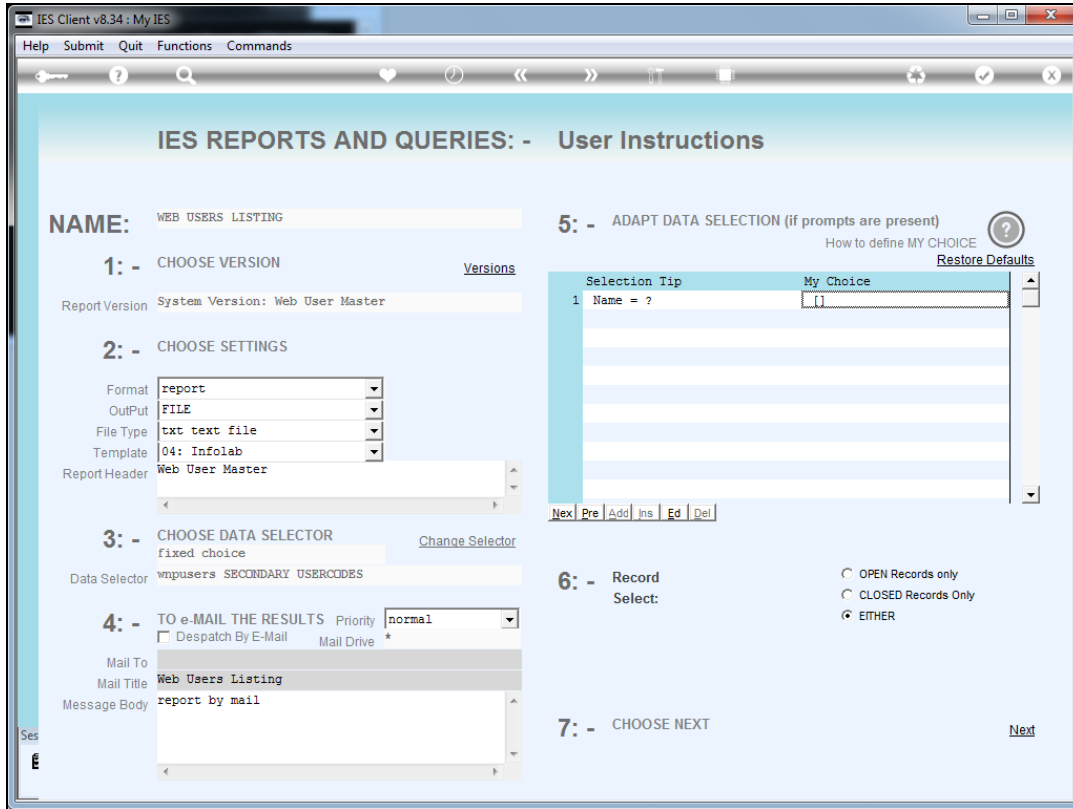 IES Client v8.34 : My IES
Help Submit Quit Functions Commands
IES REPORTS AND QUERIES: - User Instructions
NAME: WEB USERS LISTING
1: - CHOOSE VERSION Versions
Report Version System Version: Web User Master
2: - CHOOSE SETTINGS
Format report
OutPut FILE
File Type txt text file
Template 04: Infolab
Report Header Web User Master
3: - CHOOSE DATA SELECTOR Change Selector
fixed choice
Data Selector wnpusers SECONDARY USERCODES
4: - TO e-MAIL THE RESULTS Priority normal
Despatch By E-Mail Mail Drive *
Mail To
Mail Title Web Users Listing
Message Body report by mail
5: - ADAPT DATA SELECTION (if prompts are present)
How to define MY CHOICE ?
Restore Defaults
Selection Tip My Choice
1 Name = ? []
Nex Pre Add Ins Ed Del
6: - Record Select:
OPEN Records only
CLOSED Records Only
EITHER
7: - CHOOSE NEXT Next
Ses